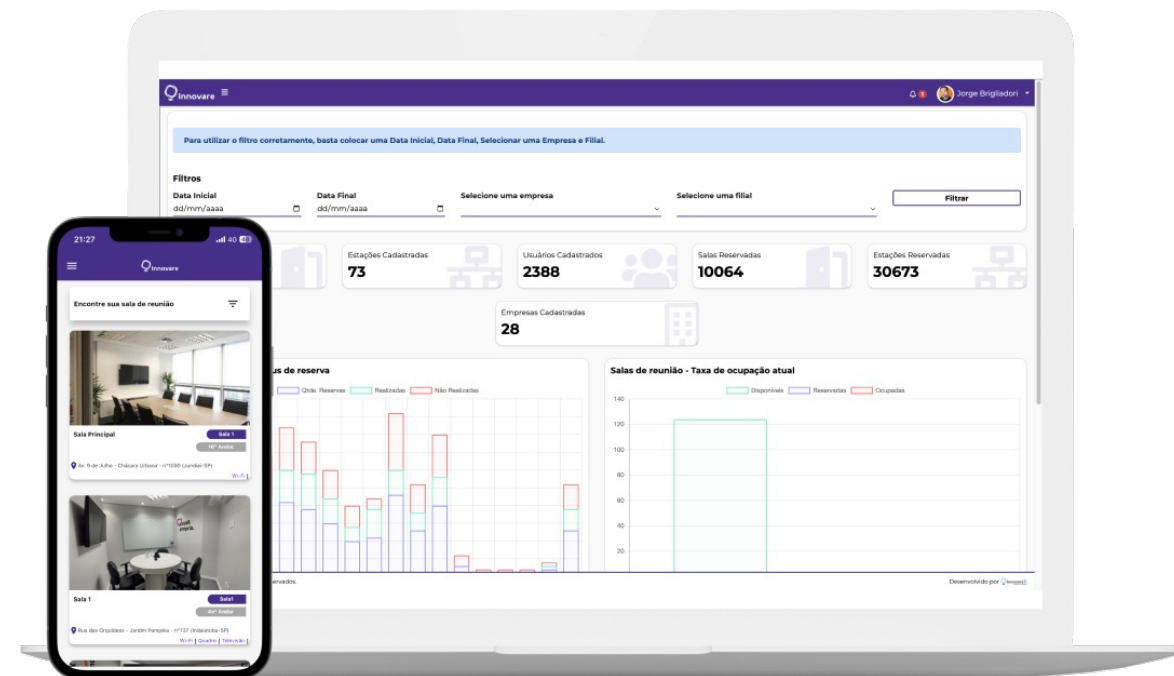 Innovare
3
Jorge Brigliadori
Para utilizar o filtro corretamente, basta colocar uma Data Inicial, Data Final, Selecionar uma Empresa e Filial.
Filtros
Data Inicial
Data Final
Selecione uma empresa
Selecione uma filial
dd/mm/aaaa
dd/mm/aaaa
Filtrar
Estações Cadastradas
73
Usuários Cadastrados
2388
Salas Reservadas
10064
Estações Reservadas
30673
Empresas Cadastradas
28
us de reserva
Qtde. Reservas
Realizadas
Não Realizadas
Salas de reunião - Taxa de ocupação atual
Disponíveis
Reservadas
Ocupadas
140
120
100
80
60
40
20
ervados.
Desenvolvido por
21:27
40
Innovare
Encontre sua sala de reunião
Sala Principal
Sala 1
16º Andar
Av. 9 de Julho - Chácara Urbana - nº1000 (Jundiaí-SP)
Wi-Fi |
Sala 1
Sala1
Andar
Rua das Orquídeas - Jardim Pompéia - nº737 (Indaiatuba-SP)
Wi-Fi | Quadro | Televisão |